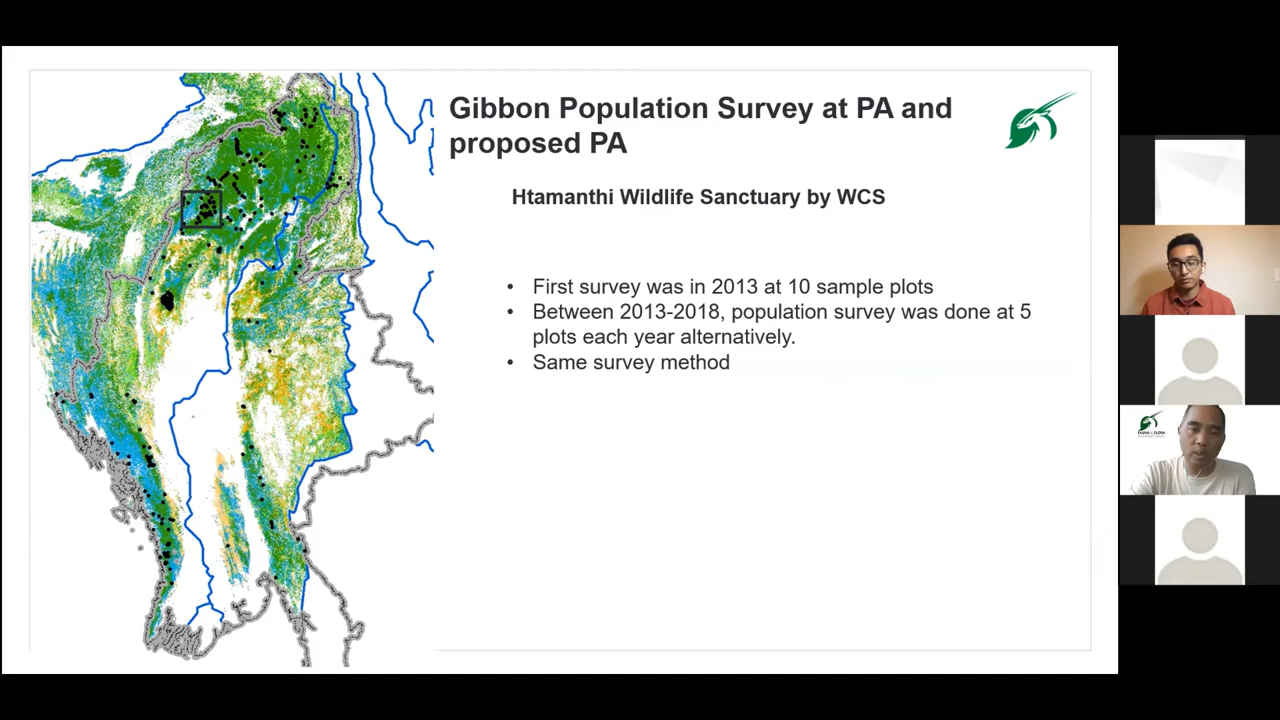 Gibbon Population Survey at PA and
proposed PA
Htamanthi Wildlife Sanctuary by WCS
• First survey was in 2013 at 10 sample plots
• Between 2013-2018, population survey was done at 5
plots each year alternatively.
• Same survey method